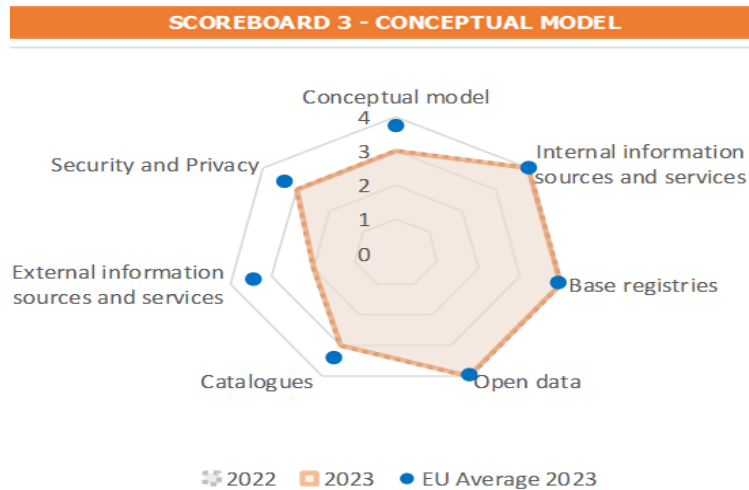 SCOREBOARD 3 - CONCEPTUAL MODEL
Conceptual model
4
3
2
1
0
Internal information
sources and services
Base registries
Open data
Catalogues
External information
sources and services
Security and Privacy
2022
2023
EU Average 2023